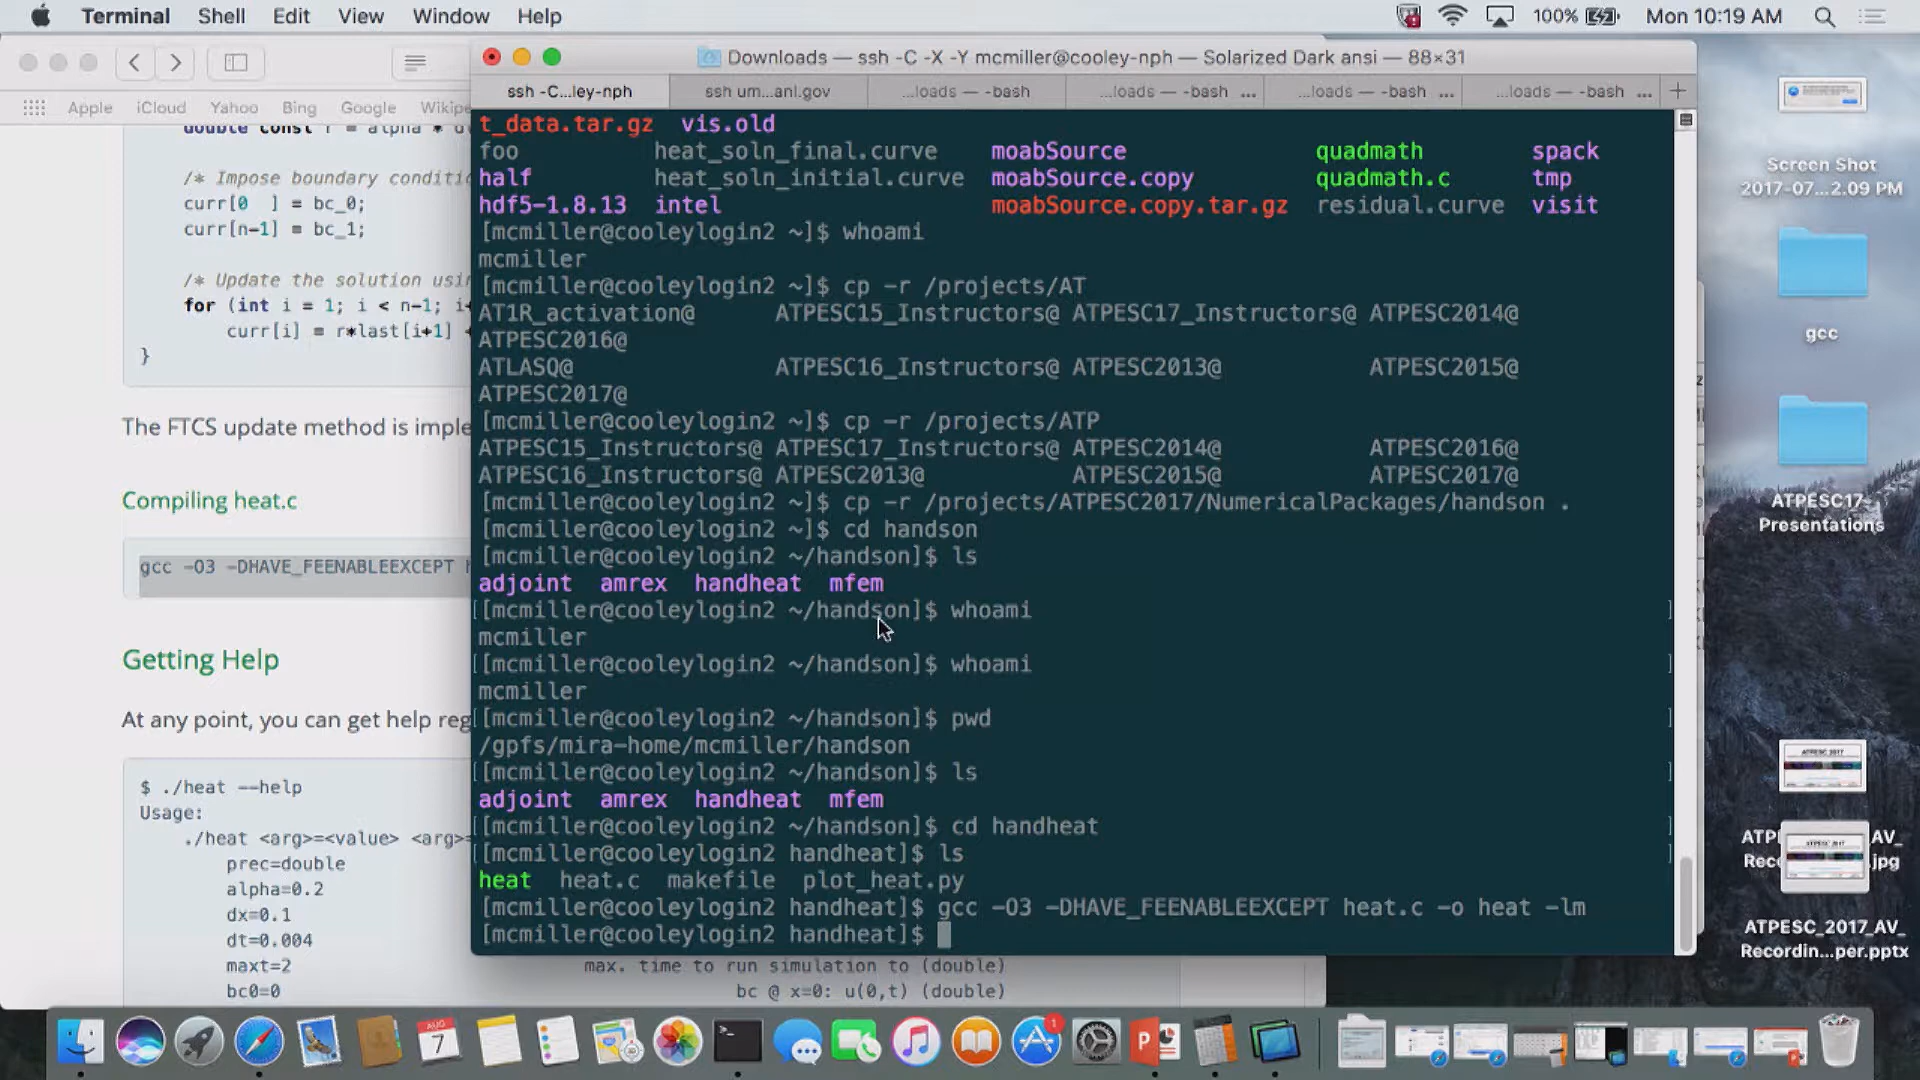 Terminal Shell Edit View Window Help 100% Mon 10:19 AM
Downloads — ssh -C -X -Y mcmiller@cooley-nph — Solarized Dark ansi — 88×31
ssh -C...ley-nph ssh um...anl.gov ...loads — -bash ...loads — -bash ... ...loads — -bash ... ...loads — -bash ...
Apple iCloud Yahoo Bing Google Wikipe
double const r = alpha *
/* Impose boundary conditi
curr[0 ] = bc_0;
curr[n-1] = bc_1;
/* Update the solution usi
for (int i = 1; i < n-1; i+
curr[i] = r*last[i+1] +
}
The FTCS update method is imple
Compiling heat.c
gcc -O3 -DHAVE_FEENABLEEXCEPT h
Getting Help
At any point, you can get help reg
$ ./heat --help
Usage:
./heat <arg>=<value> <arg>=
prec=double
alpha=0.2
dx=0.1
dt=0.004
maxt=2 max. time to run simulation to (double)
bc0=0 bc @ x=0: u(0,t) (double)
t_data.tar.gz vis.old
foo heat_soln_final.curve moabSource quadmath spack
half heat_soln_initial.curve moabSource.copy quadmath.c tmp
hdf5-1.8.13 intel moabSource.copy.tar.gz residual.curve visit
[mcmiller@cooleylogin2 ~]$ whoami
mcmiller
[mcmiller@cooleylogin2 ~]$ cp -r /projects/AT
AT1R_activation@ ATPESC15_Instructors@ ATPESC17_Instructors@ ATPESC2014@
ATPESC2016@
ATLASQ@ ATPESC16_Instructors@ ATPESC2013@ ATPESC2015@
ATPESC2017@
[mcmiller@cooleylogin2 ~]$ cp -r /projects/ATP
ATPESC15_Instructors@ ATPESC17_Instructors@ ATPESC2014@ ATPESC2016@
ATPESC16_Instructors@ ATPESC2013@ ATPESC2015@ ATPESC2017@
[mcmiller@cooleylogin2 ~]$ cp -r /projects/ATPESC2017/NumericalPackages/handson .
[mcmiller@cooleylogin2 ~]$ cd handson
[mcmiller@cooleylogin2 ~/handson]$ ls
adjoint amrex handheat mfem
[[mcmiller@cooleylogin2 ~/handson]$ whoami ]
mcmiller
[[mcmiller@cooleylogin2 ~/handson]$ whoami ]
mcmiller
[[mcmiller@cooleylogin2 ~/handson]$ pwd ]
/gpfs/mira-home/mcmiller/handson
[[mcmiller@cooleylogin2 ~/handson]$ ls ]
adjoint amrex handheat mfem
[[mcmiller@cooleylogin2 ~/handson]$ cd handheat ]
[[mcmiller@cooleylogin2 handheat]$ ls ]
heat heat.c makefile plot_heat.py
[mcmiller@cooleylogin2 handheat]$ gcc -O3 -DHAVE_FEENABLEEXCEPT heat.c -o heat -lm
[mcmiller@cooleylogin2 handheat]$
Screen Shot
2017-07...2.09 PM
gcc
ATPESC17-
Presentations
ATP AV_
Reco ...jpg
ATPESC_2017_AV_
Recordin...per.pptx
AUG
7
1